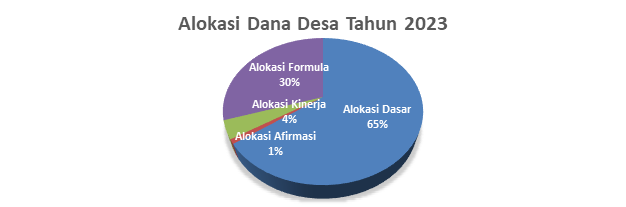 Alokasi Dana Desa Tahun 2023
Alokasi Formula
30%
Alokasi Kinerja
4%
Alokasi Dasar
65%
Alokasi Afirmasi
1%